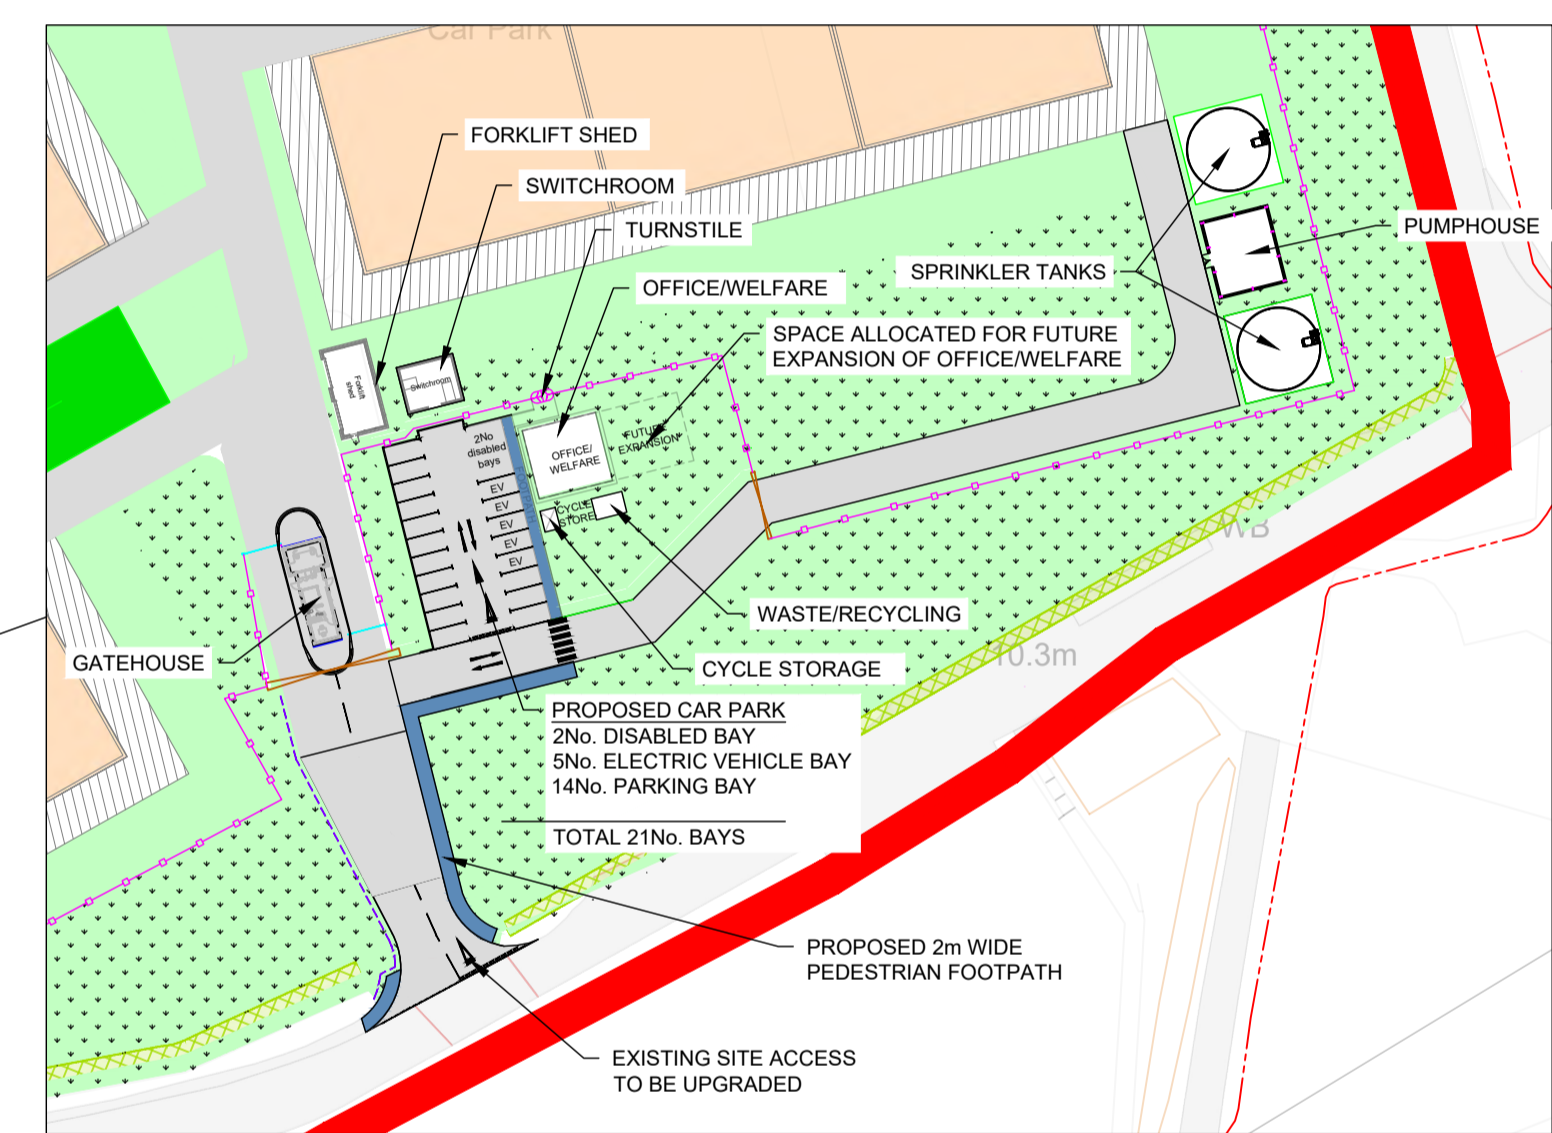 Car Park
FORKLIFT SHED
SWITCHROOM
TURNSTILE
PUMPHOUSE
SPRINKLER TANKS
OFFICE/WELFARE
SPACE ALLOCATED FOR FUTURE
EXPANSION OF OFFICE/WELFARE
Forklift
shed
Switchroom
2No
disabled
bays
OFFICE/
WELFARE
FUTURE
EXPANSION
FOOTPATH
EV
EV
EV
EV
EV
CYCLE
STORE
WB
WASTE/RECYCLING
10.3m
GATEHOUSE
CYCLE STORAGE
PROPOSED CAR PARK
2No. DISABLED BAY
5No. ELECTRIC VEHICLE BAY
14No. PARKING BAY
TOTAL 21No. BAYS
PROPOSED 2m WIDE
PEDESTRIAN FOOTPATH
EXISTING SITE ACCESS
TO BE UPGRADED